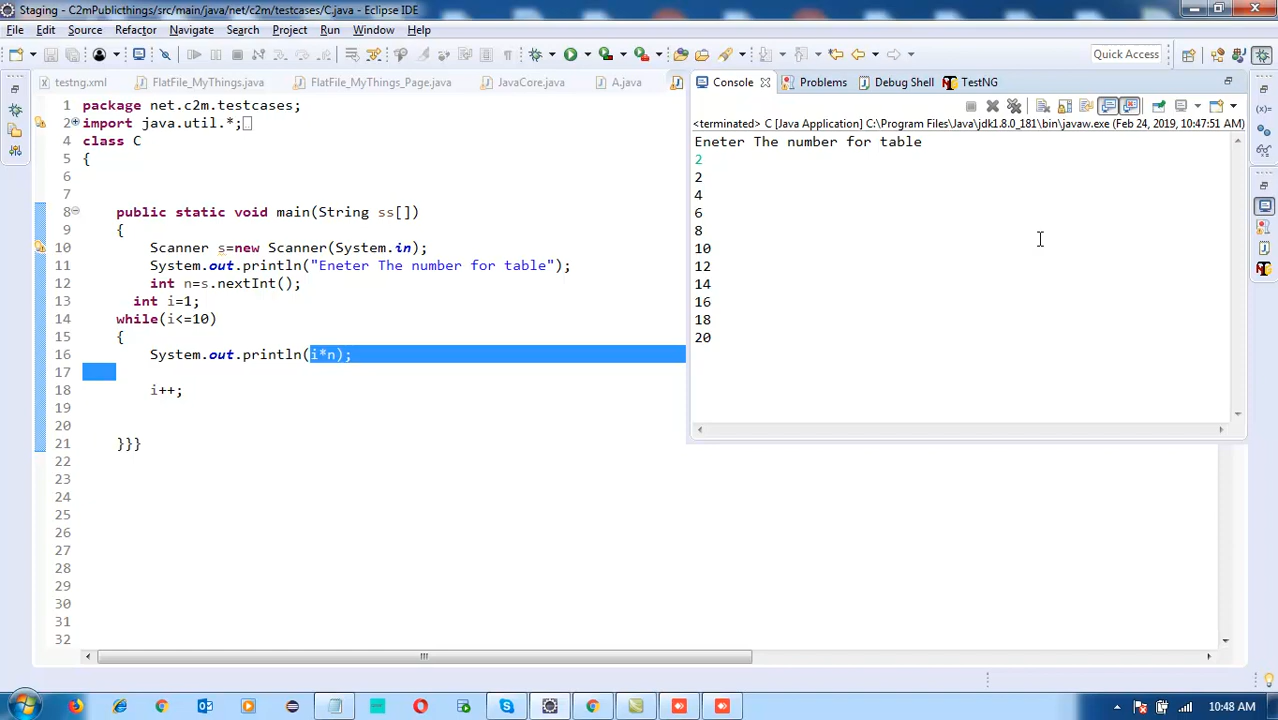 Staging - C2mPublicthings/src/main/java/net/c2m/testcases/C.java - Eclipse IDE
File Edit Source Refactor Navigate Search Project Run Window Help
Quick Access
testng.xml FlatFile_MyThings.java FlatFile_MyThings_Page.java JavaCore.java A.java
Console Problems Debug Shell TestNG
<terminated> C [Java Application] C:\Program Files\Java\jdk1.8.0_181\bin\javaw.exe (Feb 24, 2019, 10:47:51 AM)
1 package net.c2m.testcases;
2 import java.util.*;
4 class C
5 {
6
7
8 public static void main(String ss[])
9 {
10 Scanner s=new Scanner(System.in);
11 System.out.println("Eneter The number for table");
12 int n=s.nextInt();
13 int i=1;
14 while(i<=10)
15 {
16 System.out.println(i*n);
17
18 i++;
19
20
21 }}}
22
23
24
25
26
27
28
29
30
31
32
Eneter The number for table
2
2
4
6
8
10
12
14
16
18
20
10:48 AM